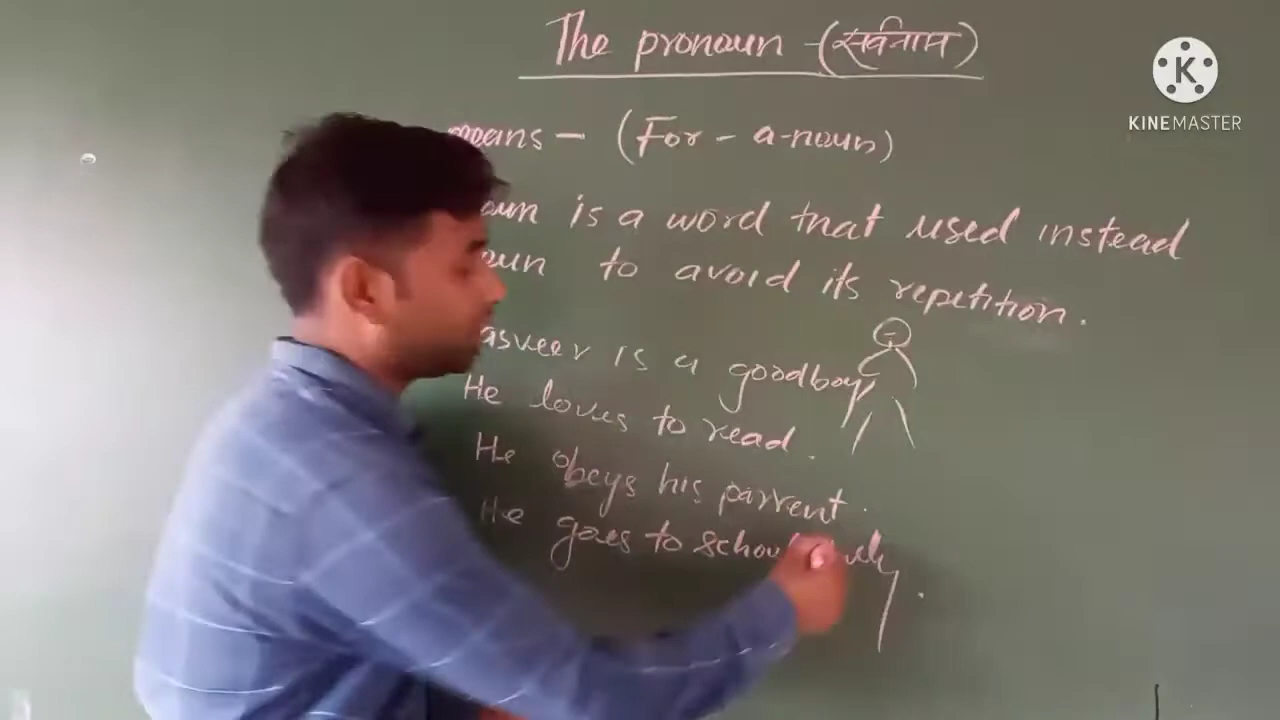 The pronoun - (सर्वनाम)
means - (For - a-noun)
is a word that used instead
to avoid its repetition.
asveer is a goodboy
He loves to read.
He obeys his parrent.
He goes to
KINEMASTER